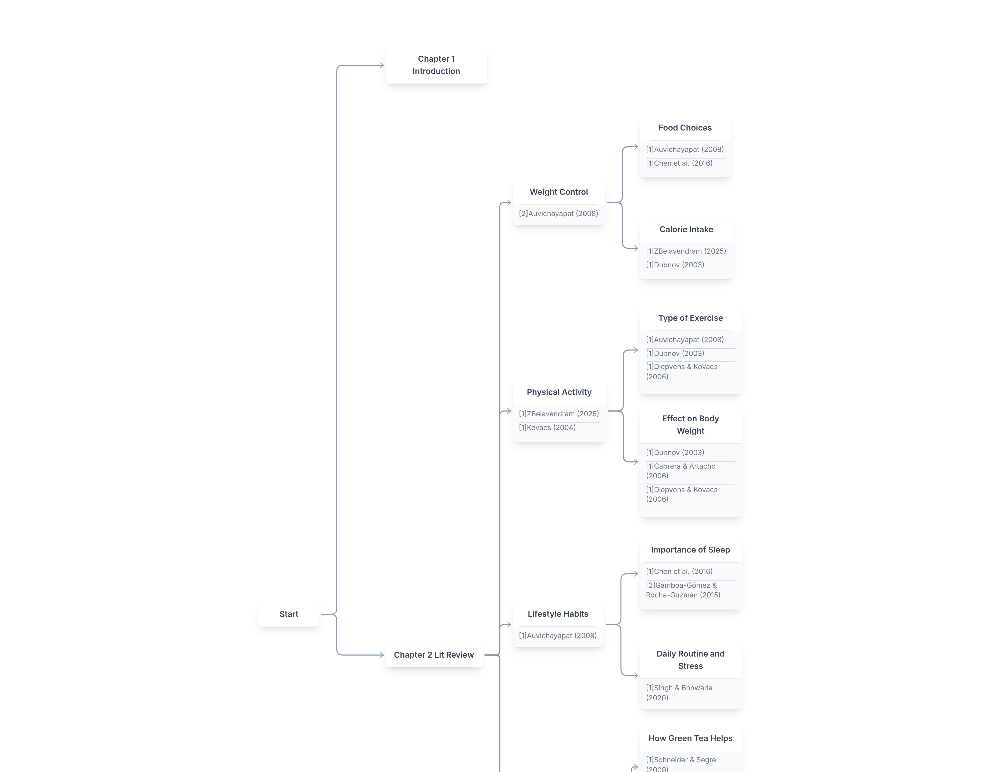 Chapter 1
Introduction
Food Choices
[1]Auvichayapat (2008)
[1]Chen et al. (2016)
Weight Control
[2]Auvichayapat (2008)
Calorie Intake
[1]ZBelavendram (2025)
[1]Dubnov (2003)
Type of Exercise
[1]Auvichayapat (2008)
[1]Dubnov (2003)
[1]Diepvens & Kovacs
(2006)
Physical Activity
[1]ZBelavendram (2025)
[1]Kovacs (2004)
Effect on Body
Weight
[1]Dubnov (2003)
[1]Cabrera & Artacho
(2006)
[1]Diepvens & Kovacs
(2006)
Importance of Sleep
[1]Chen et al. (2016)
[2]Gamboa-Gómez &
Rocha-Guzmán (2015)
Start
Lifestyle Habits
[1]Auvichayapat (2008)
Chapter 2 Lit Review
Daily Routine and
Stress
[1]Singh & Bhnwaria
(2020)
How Green Tea Helps
[1]Schneider & Segre
(2009)